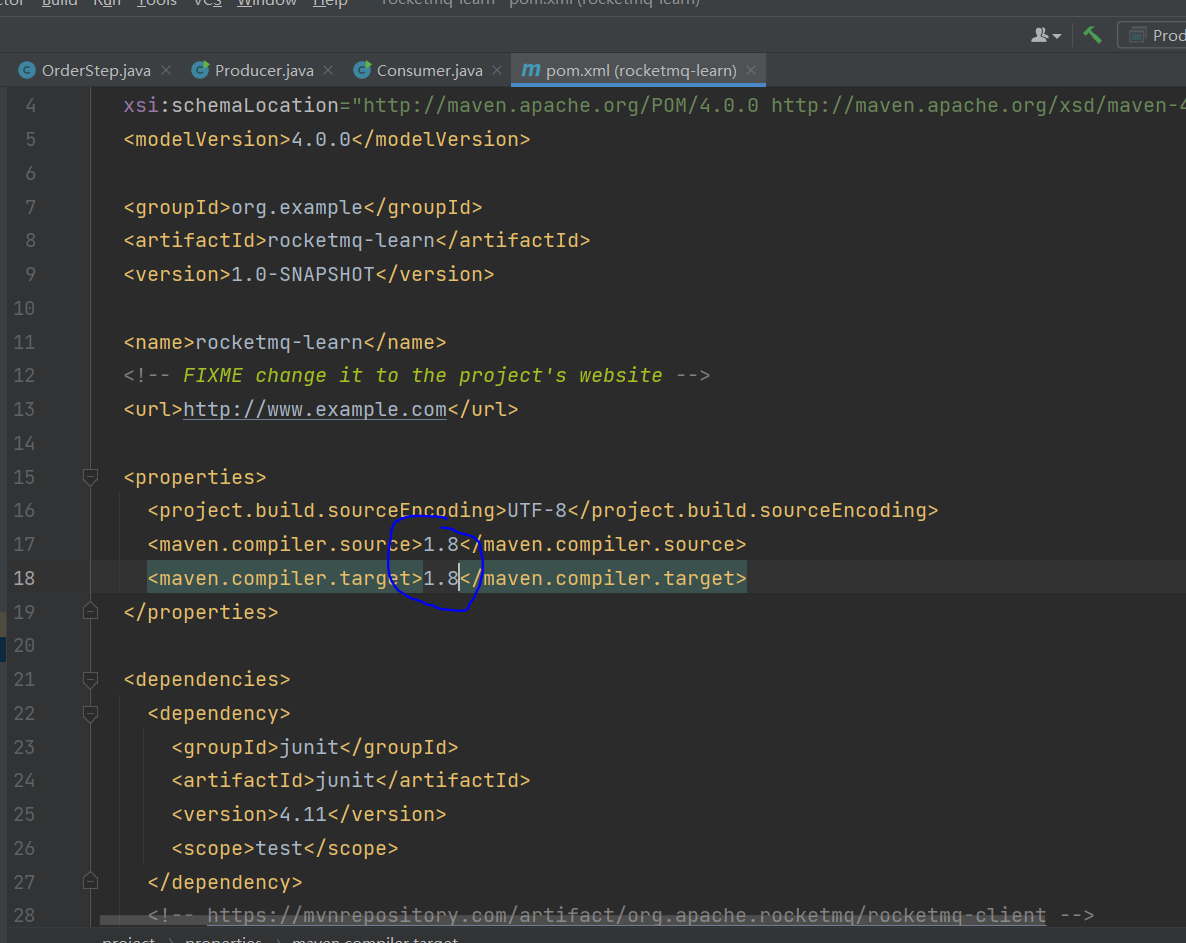 Build Run Tools VCS Window Help rocketmq-learn - pom.xml (rocketmq-learn)
OrderStep.java Producer.java Consumer.java pom.xml (rocketmq-learn)
4 xsi:schemaLocation="http://maven.apache.org/POM/4.0.0 http://maven.apache.org/xsd/maven-4
5 <modelVersion>4.0.0</modelVersion>
6
7 <groupId>org.example</groupId>
8 <artifactId>rocketmq-learn</artifactId>
9 <version>1.0-SNAPSHOT</version>
10
11 <name>rocketmq-learn</name>
12 <!-- FIXME change it to the project's website -->
13 <url>http://www.example.com</url>
14
15 <properties>
16 <project.build.sourceEncoding>UTF-8</project.build.sourceEncoding>
17 <maven.compiler.source>1.8</maven.compiler.source>
18 <maven.compiler.target>1.8</maven.compiler.target>
19 </properties>
20
21 <dependencies>
22 <dependency>
23 <groupId>junit</groupId>
24 <artifactId>junit</artifactId>
25 <version>4.11</version>
26 <scope>test</scope>
27 </dependency>
28 <!-- https://mvnrepository.com/artifact/org.apache.rocketmq/rocketmq-client -->
project properties maven.compiler.target